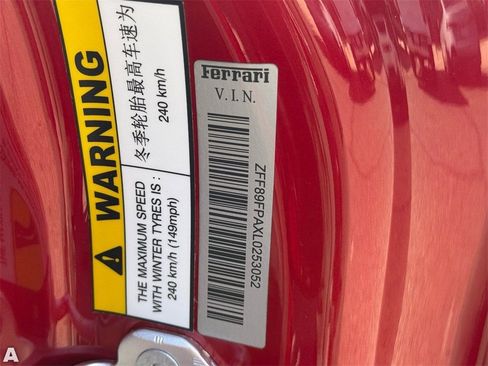 WARNING
冬季轮胎最高车速为
240 km/h
THE MAXIMUM SPEED
WITH WINTER TYRES IS :
240 km/h (149mph)
Ferrari
V.I.N.
ZFF89FPAXL0253052
A